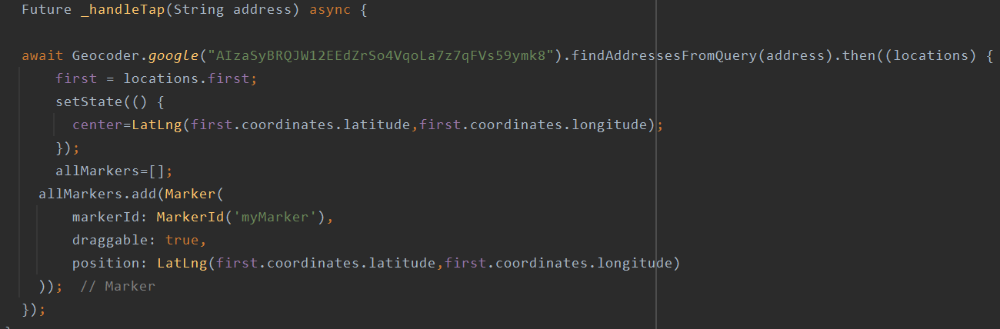 Future _handleTap(String address) async {
await Geocoder.google("AIzaSyBRQJW12EEdZrSo4VqoLa7z7qFVs59ymk8").findAddressesFromQuery(address).then((locations) {
first = locations.first;
setState(() {
center=LatLng(first.coordinates.latitude,first.coordinates.longitude);
});
allMarkers=[];
allMarkers.add(Marker(
markerId: MarkerId('myMarker'),
draggable: true,
position: LatLng(first.coordinates.latitude,first.coordinates.longitude)
)); // Marker
});